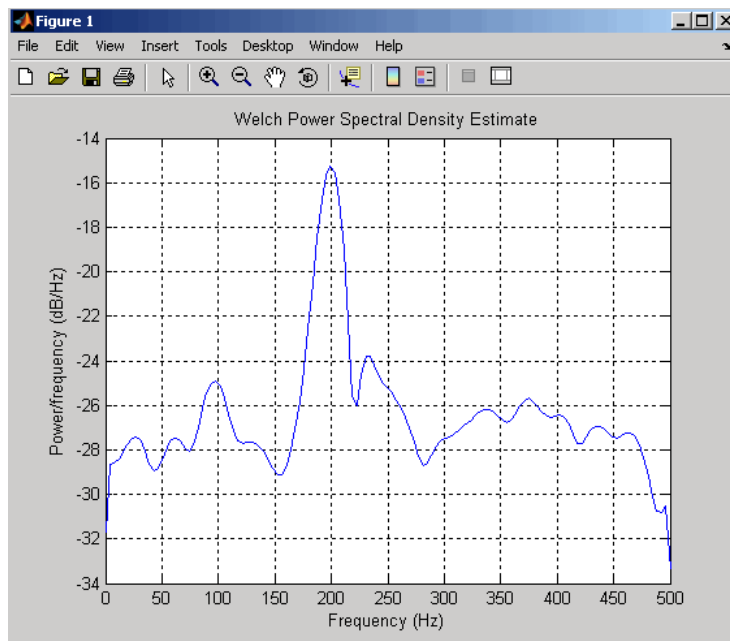 Figure 1
File Edit View Insert Tools Desktop Window Help
Welch Power Spectral Density Estimate
Power/frequency (dB/Hz)
-14
-16
-18
-20
-22
-24
-26
-28
-30
-32
-34
0 50 100 150 200 250 300 350 400 450 500
Frequency (Hz)